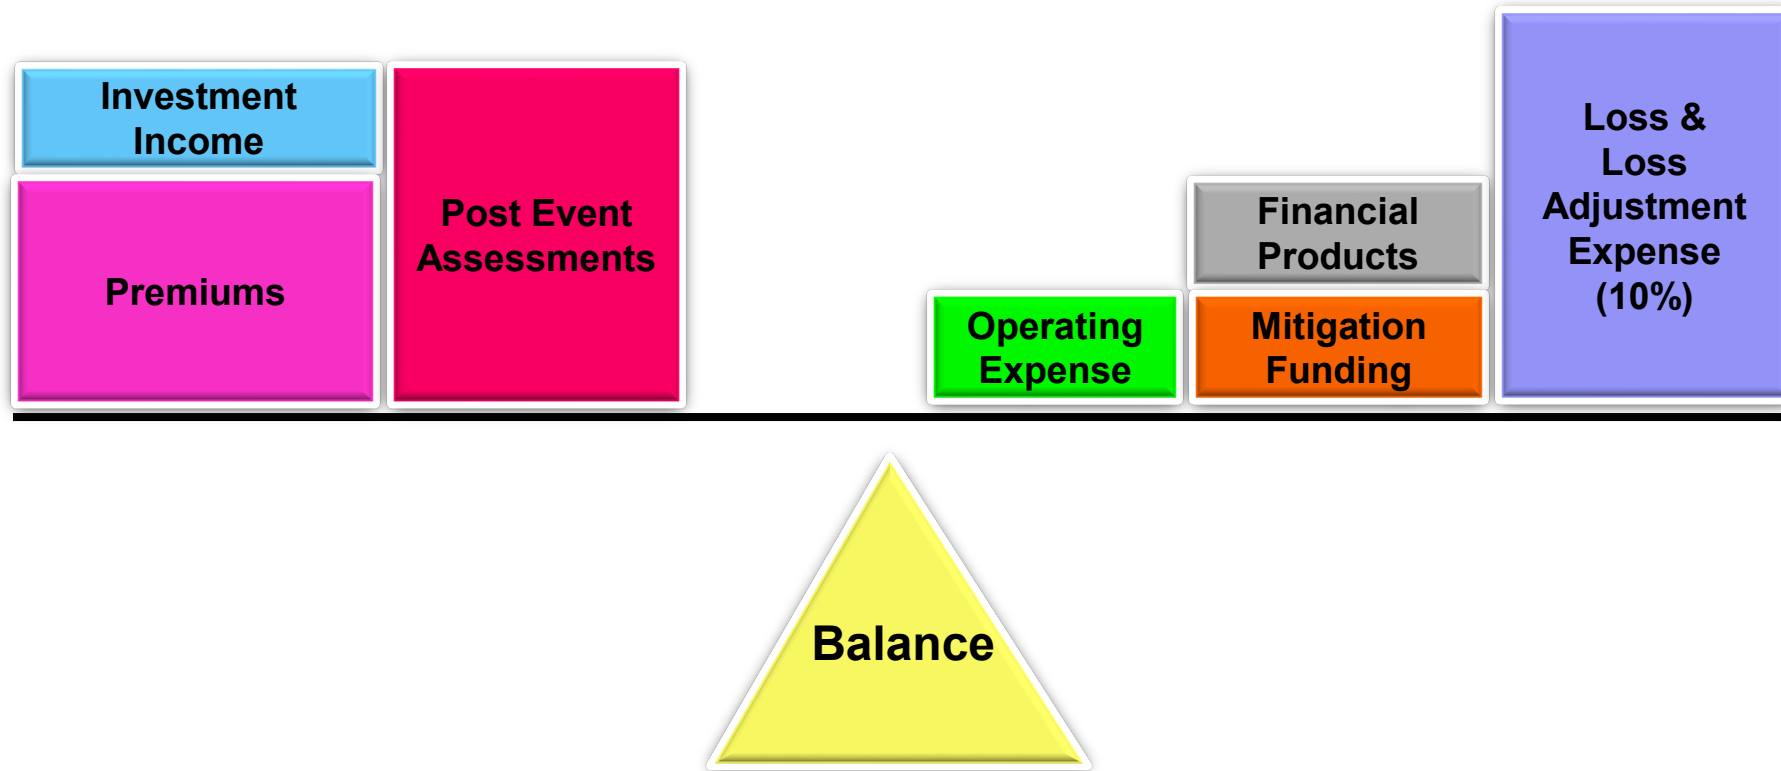 Investment
Income
Premiums
Post Event
Assessments
Operating
Expense
Financial
Products
Mitigation
Funding
Loss &
Loss
Adjustment
Expense
(10%)
Balance